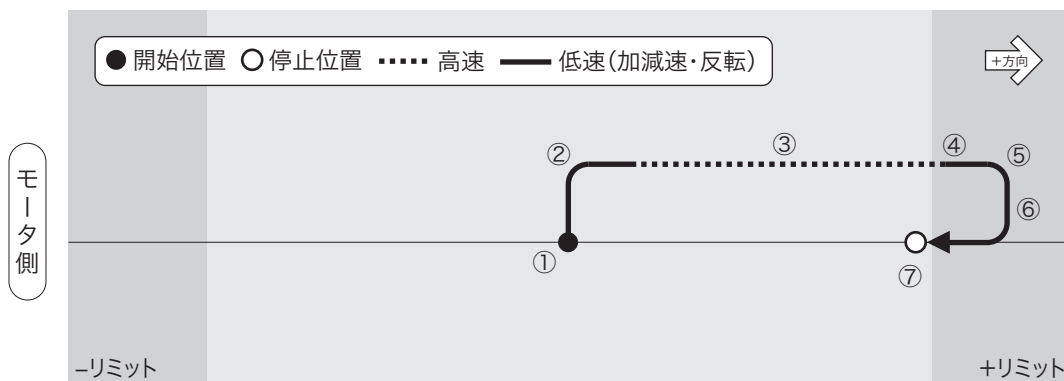 ●開始位置 ○停止位置 ・・・・・ 高速 ── 低速(加減速・反転)
+方向
モータ側
①
②
③
④
⑤
⑥
⑦
−リミット
+リミット